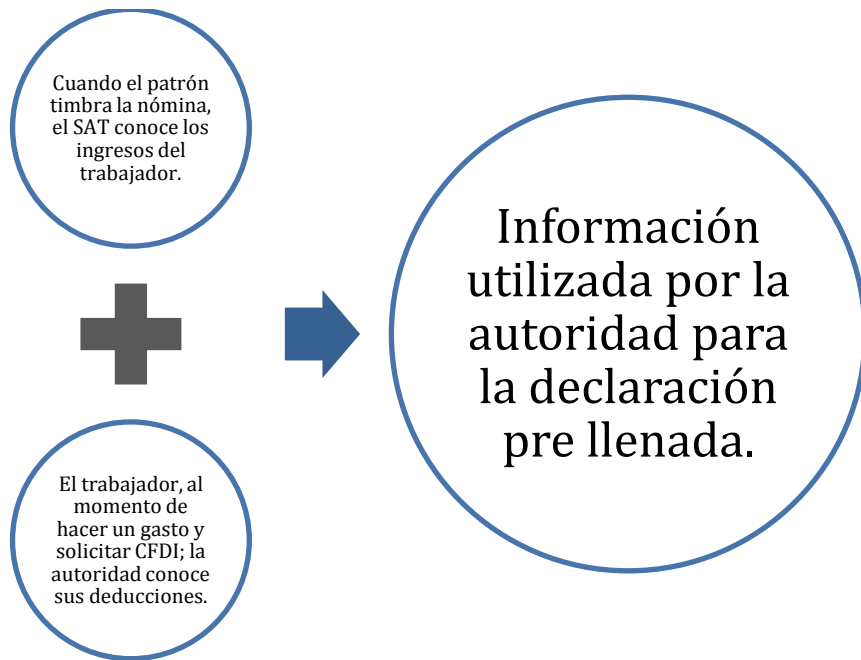 Cuando el patrón
timbra la nómina,
el SAT conoce los
ingresos del
trabajador.
El trabajador, al
momento de
hacer un gasto y
solicitar CFDI; la
autoridad conoce
sus deducciones.
Información
utilizada por la
autoridad para
la declaración
pre llenada.